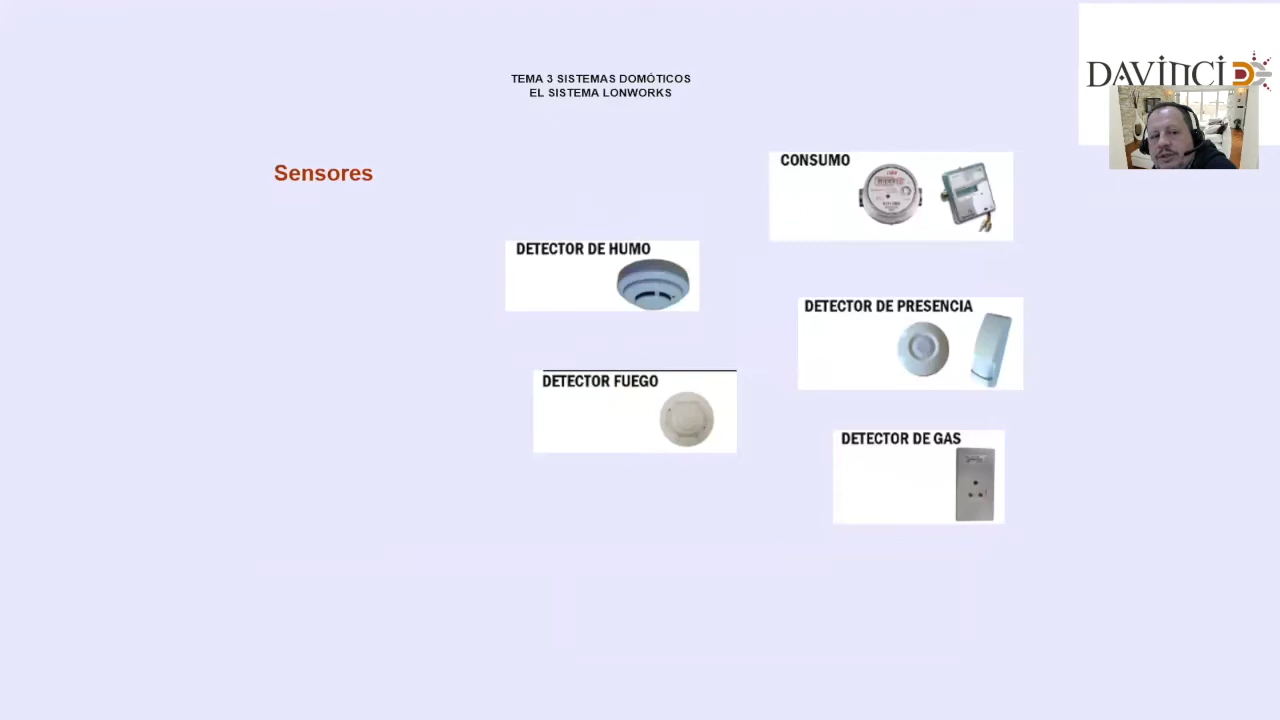 TEMA 3 SISTEMAS DOMÓTICOS
EL SISTEMA LONWORKS
DAVINCI
Sensores
CONSUMO
DETECTOR DE HUMO
DETECTOR DE PRESENCIA
DETECTOR FUEGO
DETECTOR DE GAS